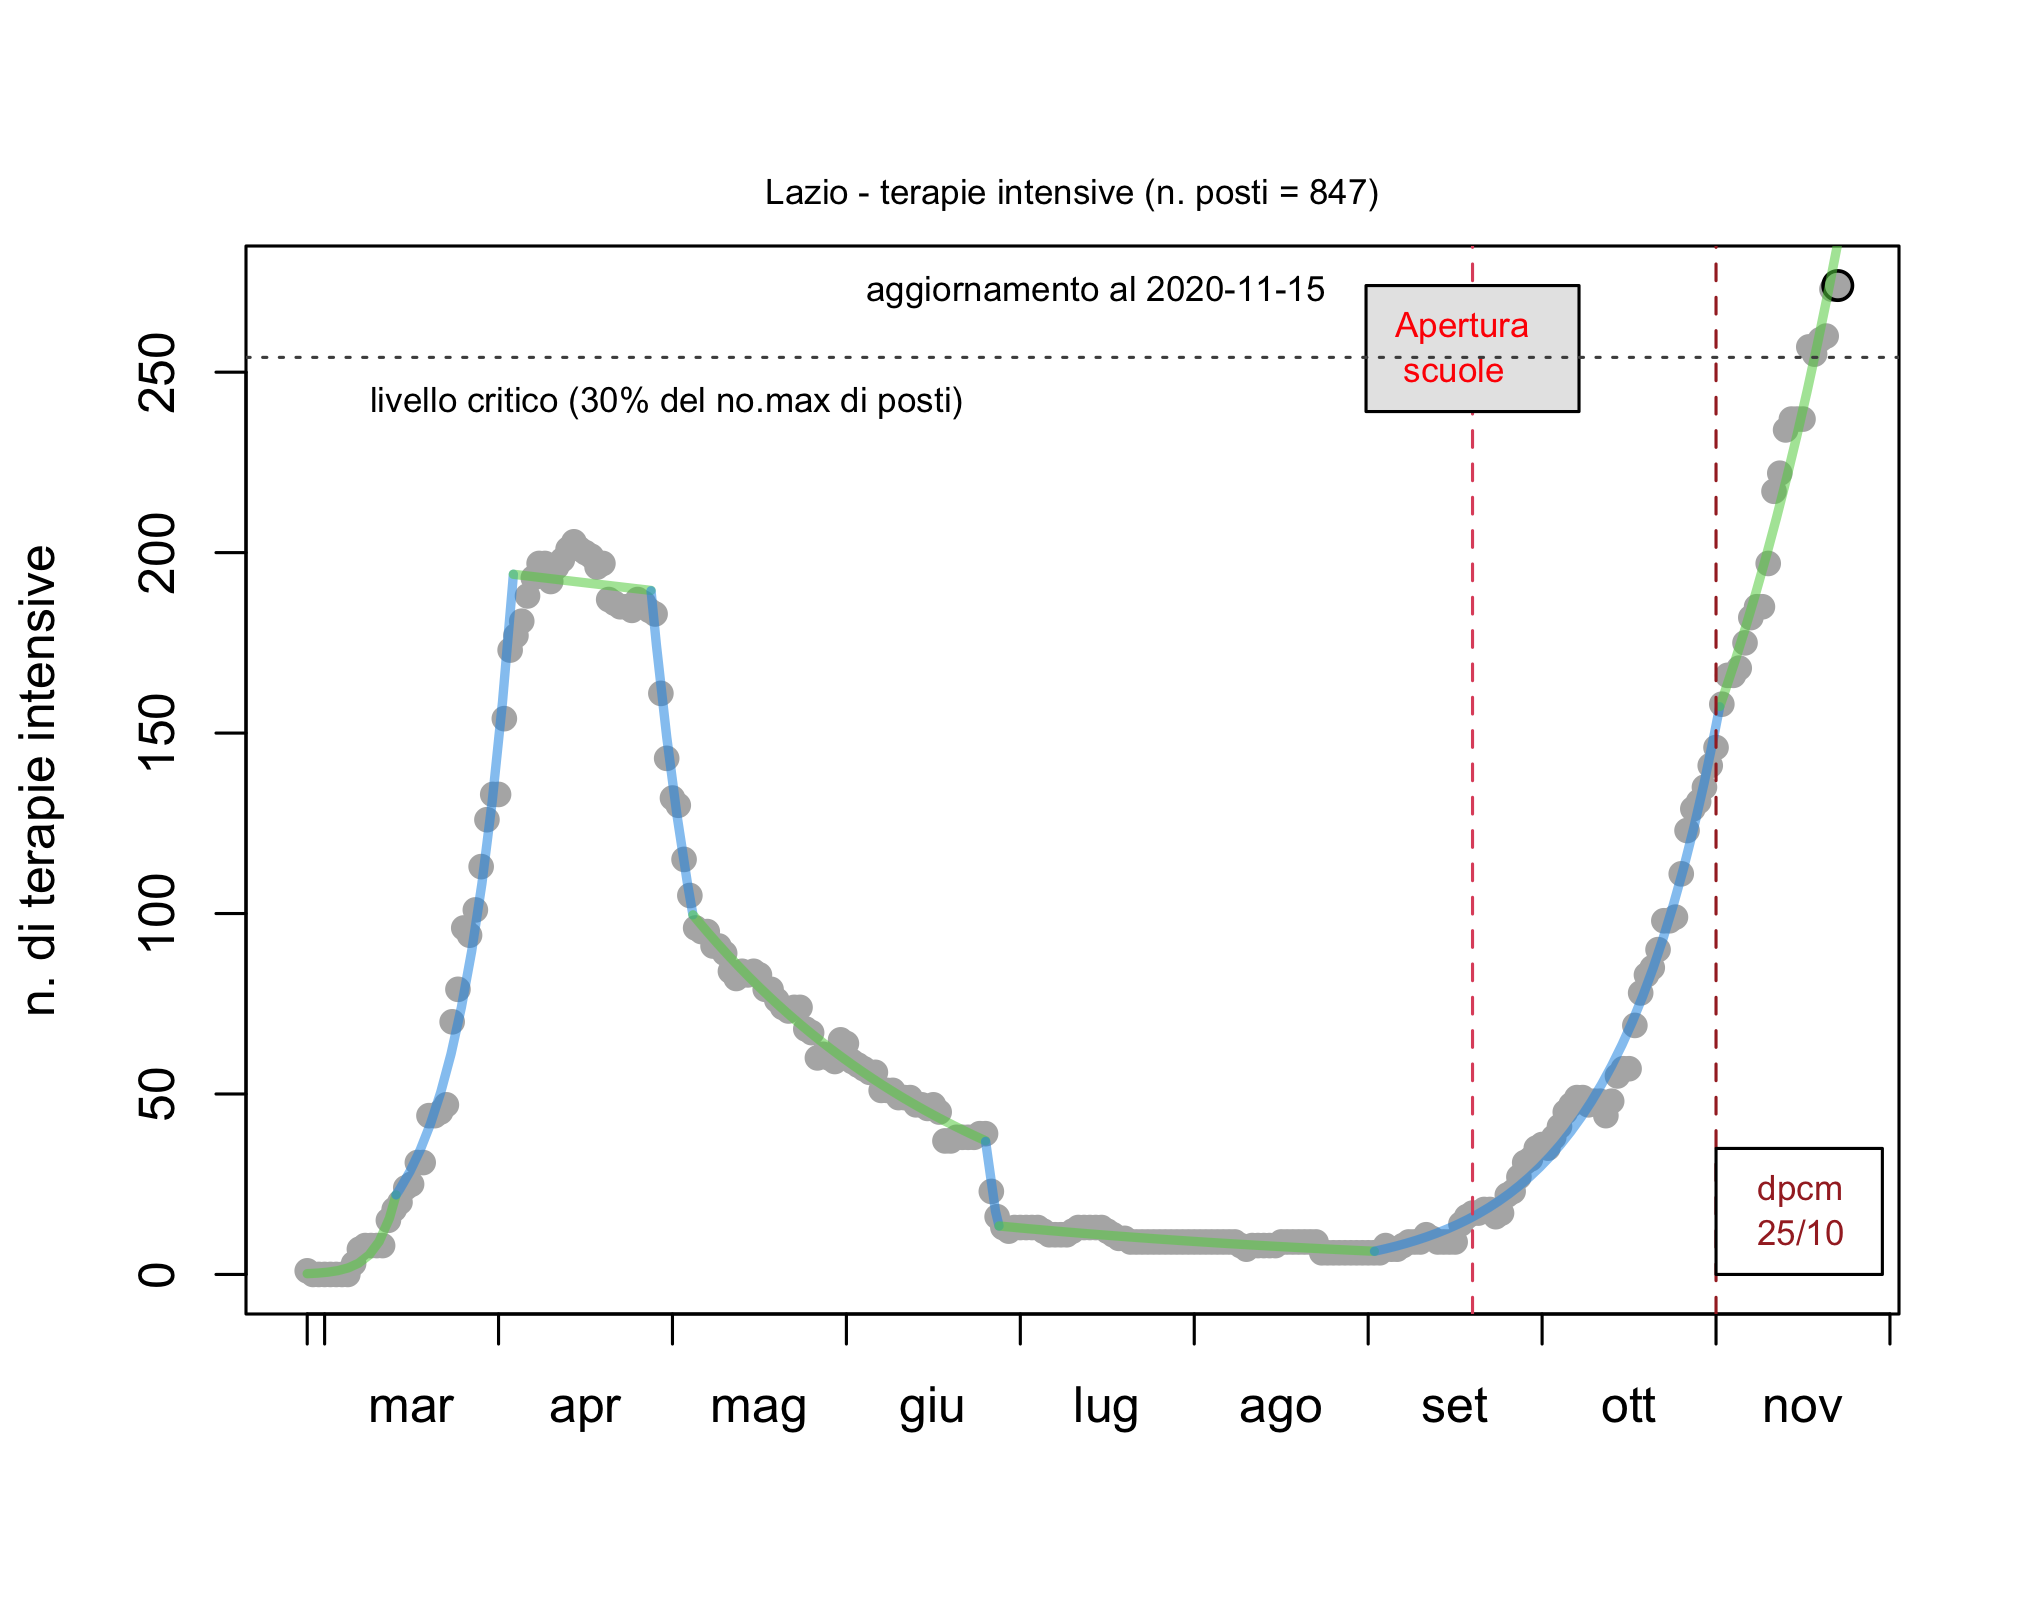 Lazio - terapie intensive (n. posti = 847)
aggiornamento al 2020-11-15
Apertura
scuole
livello critico (30% del no.max di posti)
n. di terapie intensive
250
200
150
100
50
0
dpcm
25/10
mar apr mag giu lug ago set ott nov